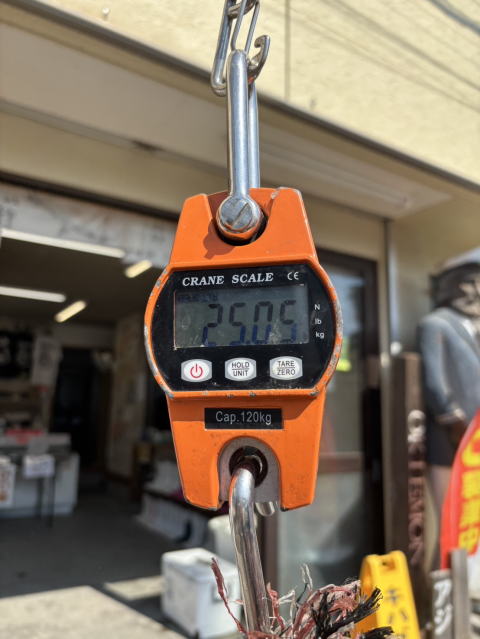 CRANE SCALE CE
25.05
N
lb
kg
HOLD
UNIT
TARE
ZERO
Cap.120kg